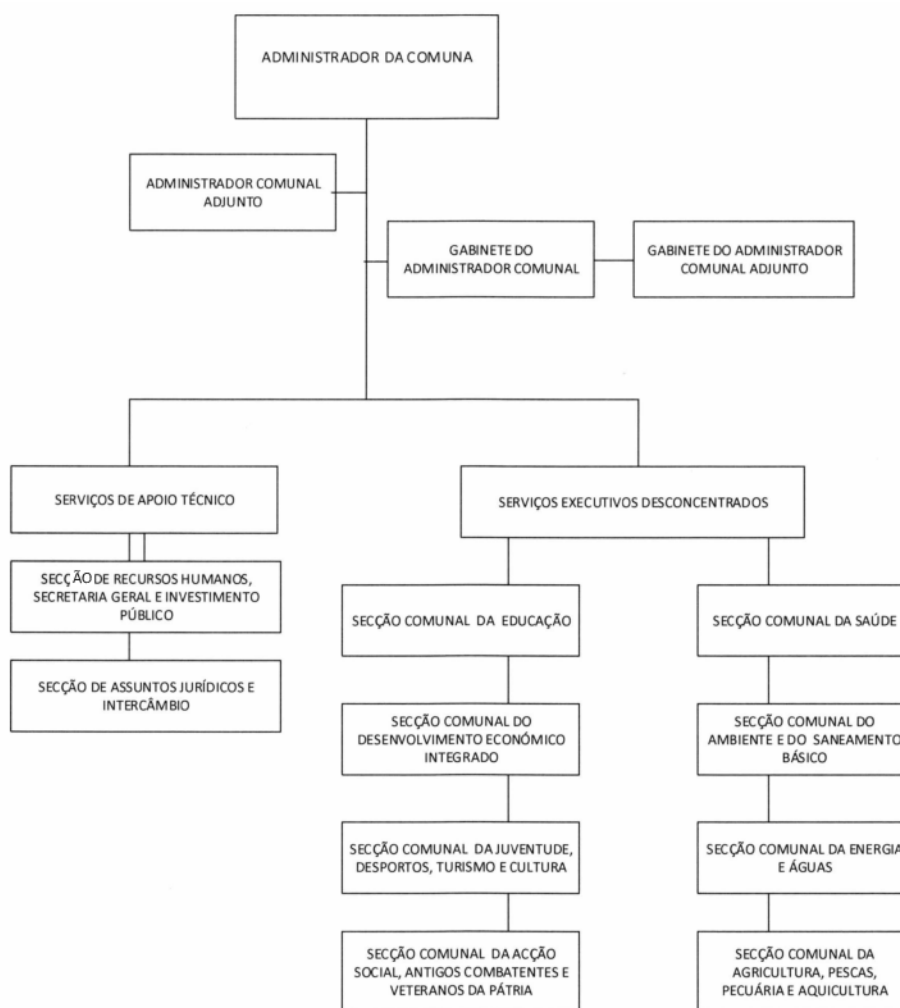 ADMINISTRADOR DA COMUNA
ADMINISTRADOR COMUNAL
ADJUNTO
GABINETE DO
ADMINISTRADOR COMUNAL
GABINETE DO ADMINISTRADOR
COMUNAL ADJUNTO
SERVIÇOS DE APOIO TÉCNICO
SERVIÇOS EXECUTIVOS DESCONCENTRADOS
SECÇÃO DE RECURSOS HUMANOS,
SECRETARIA GERAL E INVESTIMENTO
PÚBLICO
SECÇÃO DE ASSUNTOS JURÍDICOS E
INTERCÂMBIO
SECÇÃO COMUNAL DA EDUCAÇÃO
SECÇÃO COMUNAL DO
DESENVOLVIMENTO ECONÓMICO
INTEGRADO
SECÇÃO COMUNAL DA JUVENTUDE,
DESPORTOS, TURISMO E CULTURA
SECÇÃO COMUNAL DA ACÇÃO
SOCIAL, ANTIGOS COMBATENTES E
VETERANOS DA PÁTRIA
SECÇÃO COMUNAL DA SAÚDE
SECÇÃO COMUNAL DO
AMBIENTE E DO SANEAMENTO
BÁSICO
SECÇÃO COMUNAL DA ENERGIA
E ÁGUAS
SECÇÃO COMUNAL DA
AGRICULTURA, PESCAS,
PECUÁRIA E AQUICULTURA